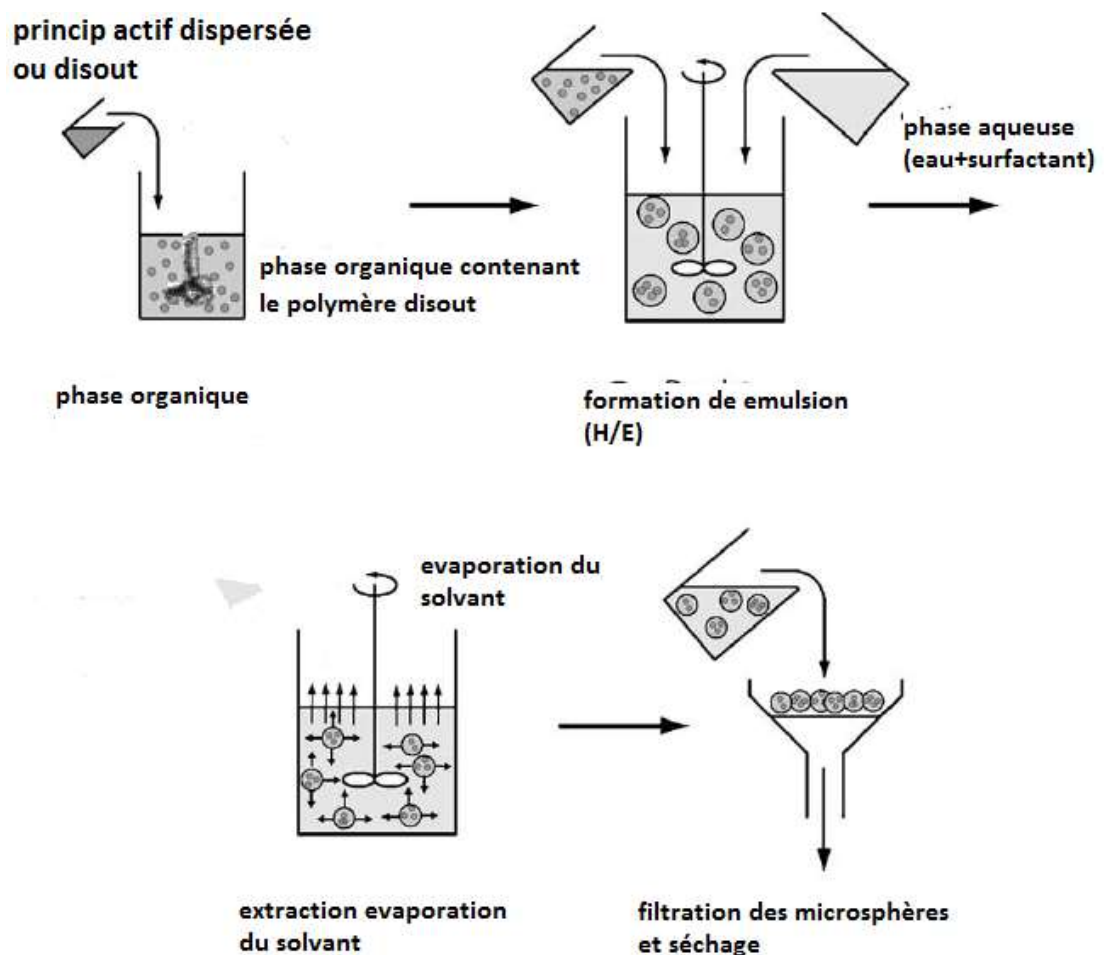 princip actif dispersée
ou disout
phase aqueuse
(eau+surfactant)
phase organique contenant
le polymère disout
phase organique
formation de emulsion
(H/E)
evaporation du
solvant
extraction evaporation
du solvant
filtration des microsphères
et séchage